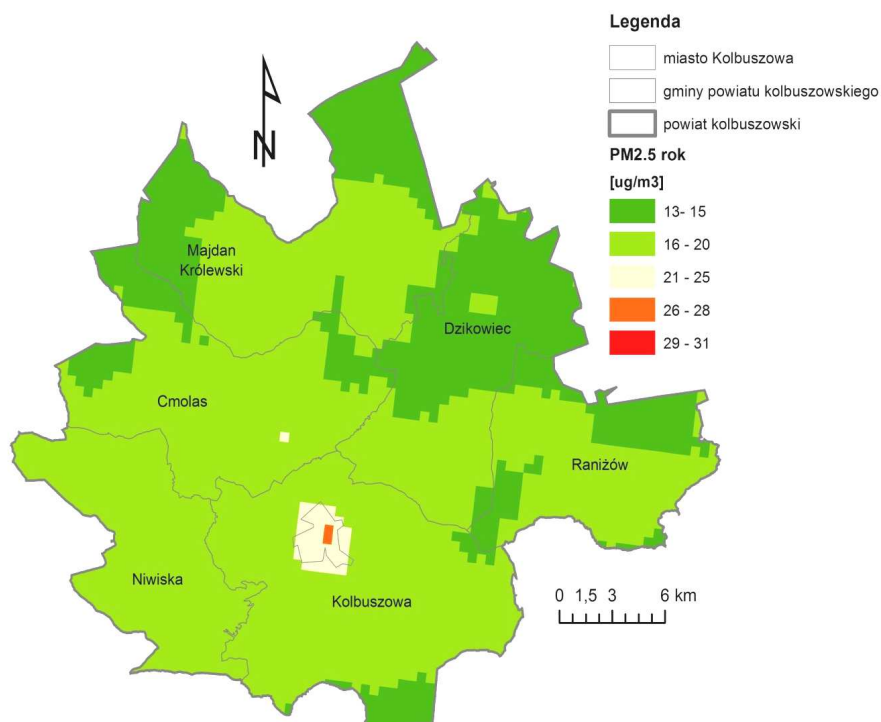 Legenda
miasto Kolbuszowa
gminy powiatu kolbuszowskiego
powiat kolbuszowski
PM2.5 rok
[ug/m3]
13- 15
16 - 20
21 - 25
26 - 28
29 - 31
N
Majdan
Królewski
Dzikowiec
Cmolas
Raniżów
Niwiska
Kolbuszowa
0 1,5 3 6 km